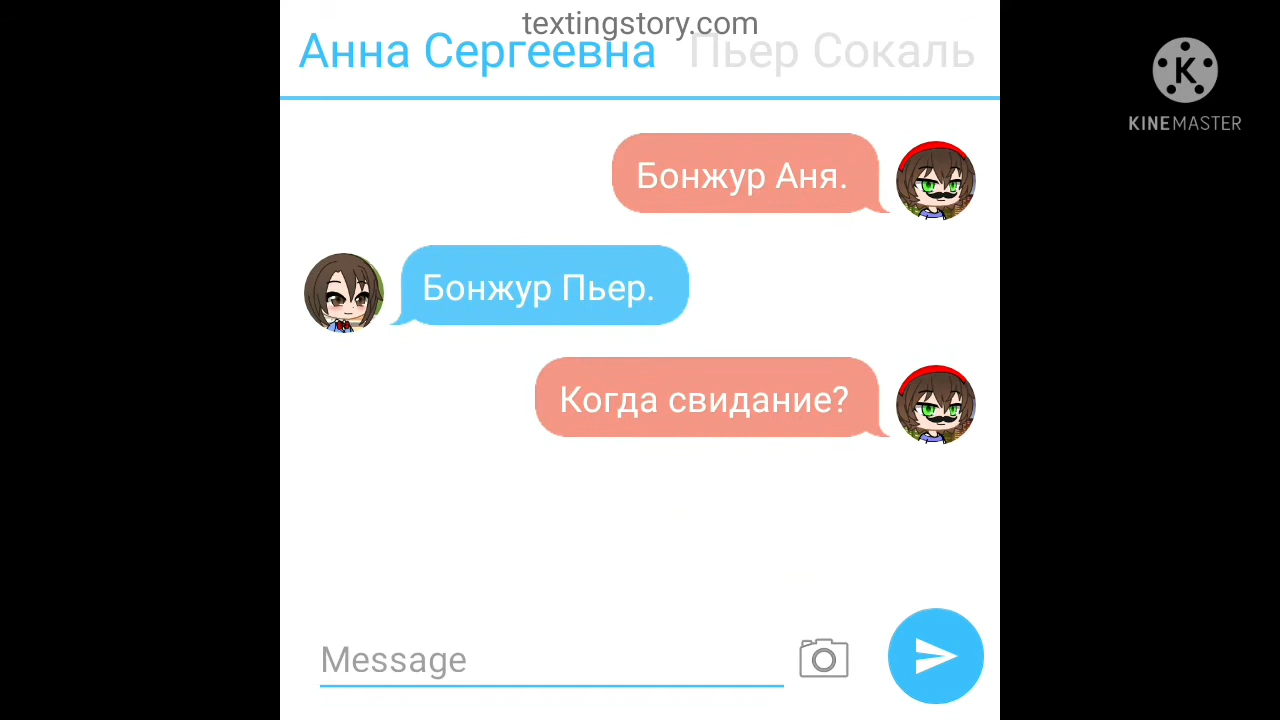 textingstory.com
Анна Сергеевна Пьер Сокаль
KINEMASTER
Бонжур Аня.
Бонжур Пьер.
Когда свидание?
Message